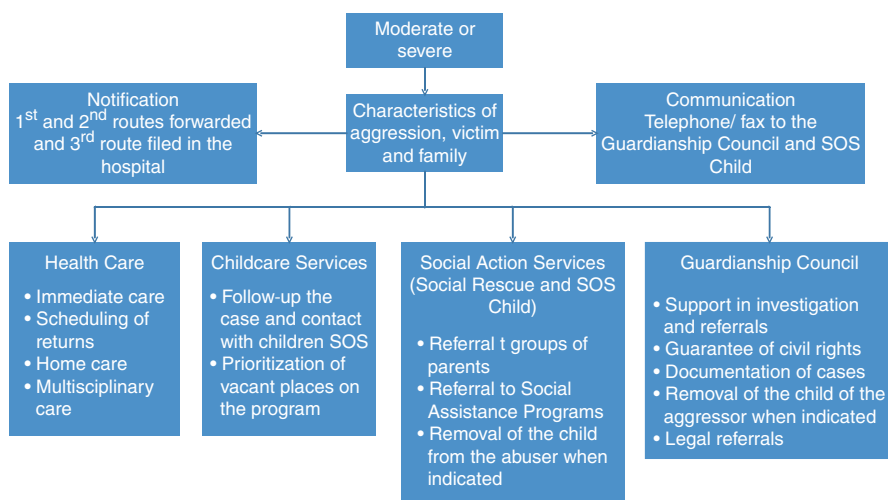 Moderate or
severe
Notification
1st and 2nd routes forwarded
and 3rd route filed in the
hospital
Characteristics of
aggression, victim
and family
Communication
Telephone/ fax to the
Guardianship Council and SOS
Child
Health Care
• Immediate care
• Scheduling of
returns
• Home care
• Multisciplinary
care
Childcare Services
• Follow-up the
case and contact
with children SOS
• Prioritization of
vacant places on
the program
Social Action Services
(Social Rescue and SOS
Child)
• Referral t groups of
parents
• Referral to Social
Assistance Programs
• Removal of the child
from the abuser when
indicated
Guardianship Council
• Support in investigation
and referrals
• Guarantee of civil rights
• Documentation of cases
• Removal of the child of the
aggressor when indicated
• Legal referrals